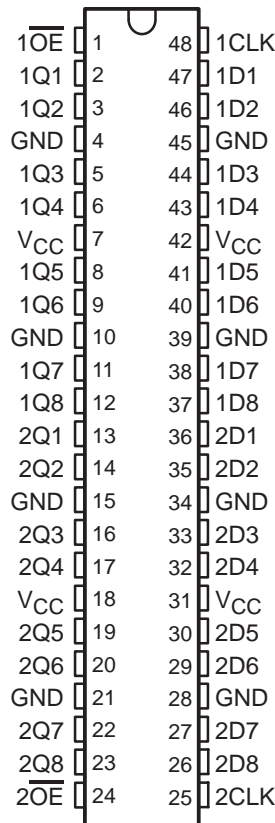 1O̅E̅ 1 48 1CLK
1Q1 2 47 1D1
1Q2 3 46 1D2
GND 4 45 GND
1Q3 5 44 1D3
1Q4 6 43 1D4
VCC 7 42 VCC
1Q5 8 41 1D5
1Q6 9 40 1D6
GND 10 39 GND
1Q7 11 38 1D7
1Q8 12 37 1D8
2Q1 13 36 2D1
2Q2 14 35 2D2
GND 15 34 GND
2Q3 16 33 2D3
2Q4 17 32 2D4
VCC 18 31 VCC
2Q5 19 30 2D5
2Q6 20 29 2D6
GND 21 28 GND
2Q7 22 27 2D7
2Q8 23 26 2D8
2O̅E̅ 24 25 2CLK